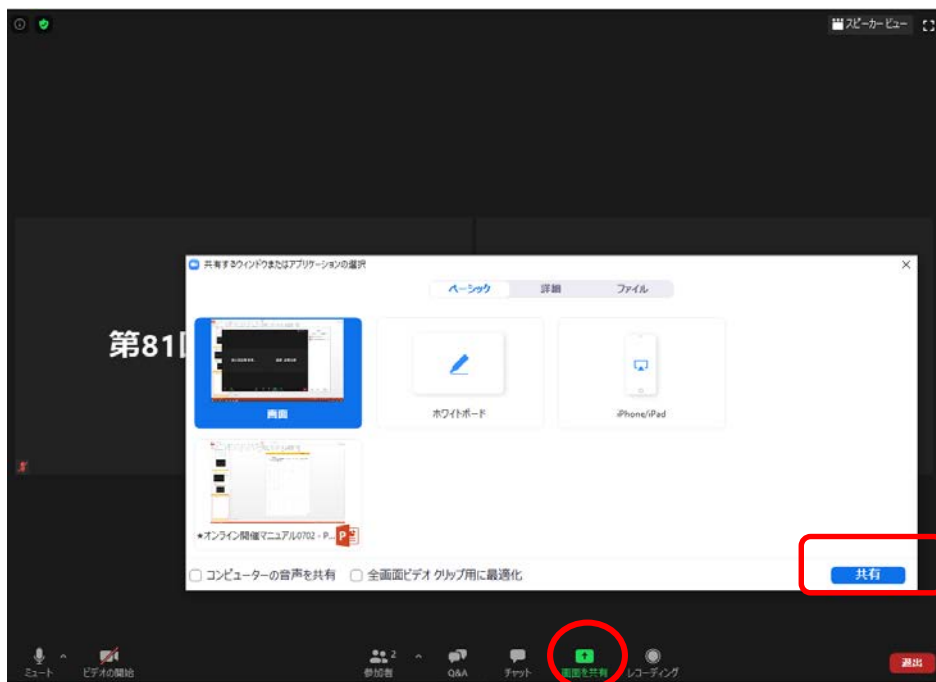 スピーカービュー
共有するウィンドウまたはアプリケーションの選択
ベーシック 詳細 ファイル
第81
画面
ホワイトボード
iPhone/iPad
★オンライン開催マニュアル0702 - P...
コンピューターの音声を共有 全画面ビデオ クリップ用に最適化
共有
ミュート ビデオの開始 参加者 2 Q&A チャット 画面を共有 レコーディング 退出